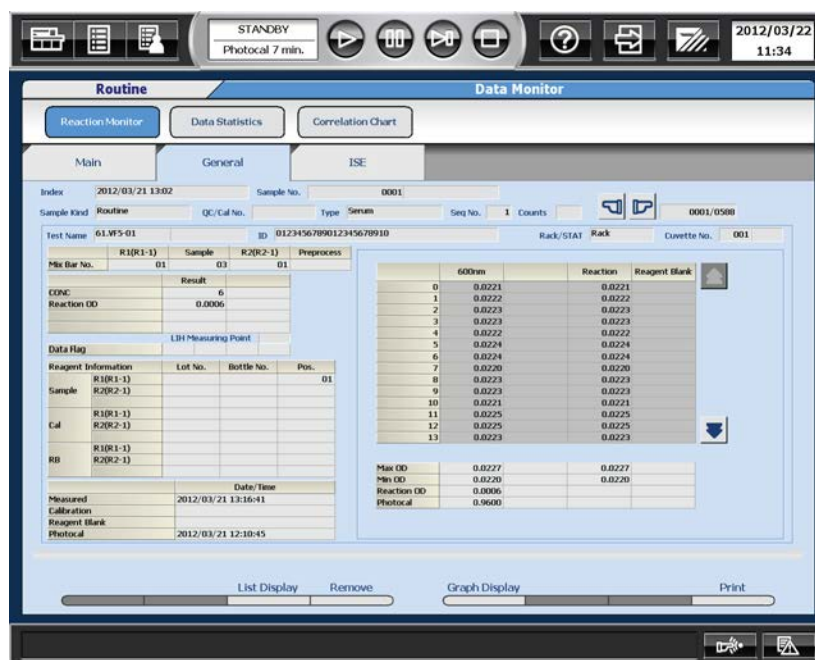 STANDBY
Photocal 7 min.
2012/03/22
11:34
Routine
Data Monitor
Reaction Monitor
Data Statistics
Correlation Chart
Main
General
ISE
Index 2012/03/21 13:02 Sample No. 0001
Sample Kind Routine QC/Cal No. Type Serum Seq No. 1 Counts 0001/0588
Test Name 61.VF5-01 ID 0123456789012345678910 Rack/STAT Rack Cuvette No. 001
R1(R1-1) Sample R2(R2-1) Preprocess
Mix Bar No. 01 03 01
Result
CONC 6
Reaction OD 0.0006
LIH Measuring Point
Data Flag
Reagent Information Lot No. Bottle No. Pos.
R1(R1-1) 01
Sample R2(R2-1)
R1(R1-1)
Cal R2(R2-1)
R1(R1-1)
RB R2(R2-1)
Date/Time
Measured 2012/03/21 13:16:41
Calibration
Reagent Blank
Photocal 2012/03/21 12:10:45
600nm Reaction Reagent Blank
0 0.0221 0.0221
1 0.0222 0.0222
2 0.0223 0.0223
3 0.0223 0.0223
4 0.0222 0.0222
5 0.0224 0.0224
6 0.0224 0.0224
7 0.0220 0.0220
8 0.0223 0.0223
9 0.0223 0.0223
10 0.0221 0.0221
11 0.0225 0.0225
12 0.0225 0.0225
13 0.0223 0.0223
Max OD 0.0227 0.0227
Min OD 0.0220 0.0220
Reaction OD 0.0006
Photocal 0.9600
List Display
Remove
Graph Display
Print